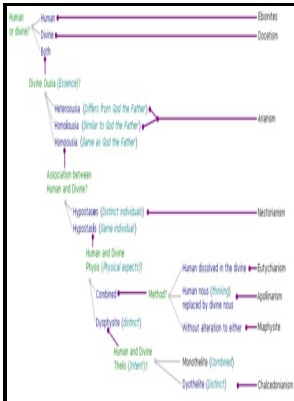 Human
or divine?
Human
Divine
Both
Ebonites
Docetion
Divine Ousia (Essence)?
Heteroousia (Differs from God the Father)
Homoiousia (Similar to God the Father)
Homoousia (Same as God the Father)
Arianism
Association between
Human and Divine?
Hypostases (Distinct individuals)
Hypostasis (Same individual)
Nestorianism
Human and Divine
Physis (Physical aspects)?
Combined
Method?
Human dissolved in the divine
Eutychianism
Human nous (thinking)
replaced by divine nous
Apollinarism
Without alteration to either
Miaphysite
Dyophysite (distinct)
Human and Divine
Thelis (Intent)?
Monothelite (Combined)
Dyothelite (Distinct)
Chalcedonianism